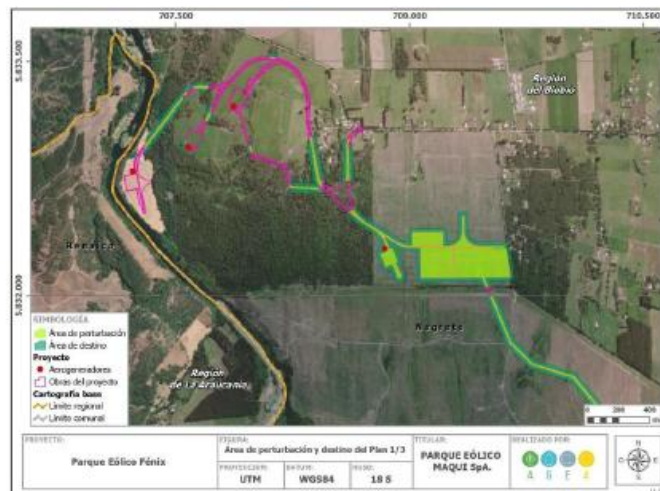 707.500
709.000
710.500
5.833.500
Región
del Biobío
Renaico
5.832.000
Negrete
SIMBOLOGÍA
Área de perturbación
Área de destino
Proyecto
Aerogeneradores
Obras del proyecto
Cartografía base
Límite regional
Límite comunal
Región
de La Araucanía
0 200 400
m
PROYECTO:
Parque Eólico Fénix
FIGURA:
Área de perturbación y destino del Plan 1/3
PROYECCIÓN:
UTM
DATUM:
WGS84
HUSO:
18 S
TITULAR:
PARQUE EÓLICO
MAQUI SpA.
REALIZADO POR:
A G E A
N
O E
S